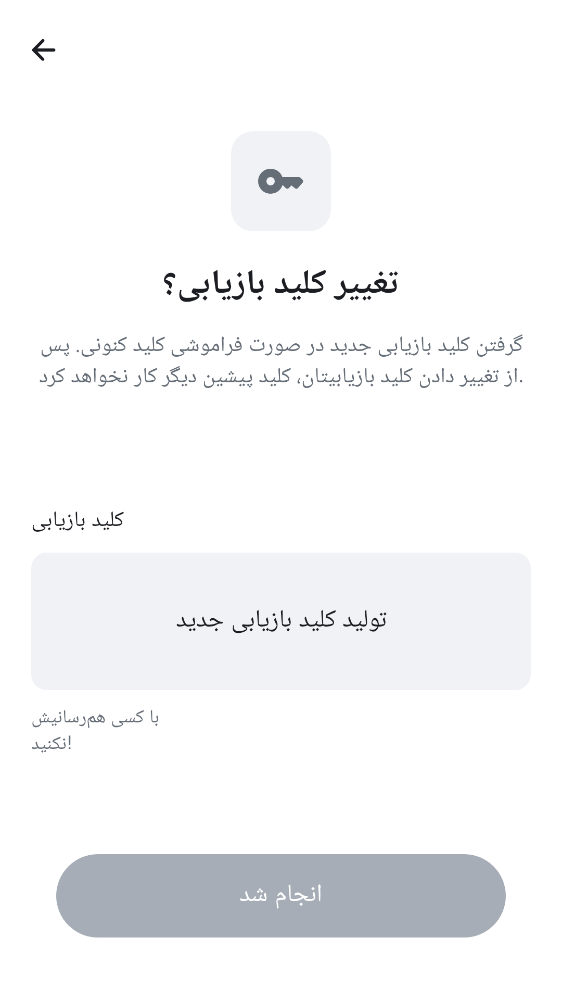 تغییر کلید بازیابی؟
گرفتن کلید بازیابی جدید در صورت فراموشی کلید کنونی. پس
از تغییر دادن کلید بازیابیتان، کلید پیشین دیگر کار نخواهد کرد.
کلید بازیابی
تولید کلید بازیابی جدید
با کسی هم‌رسانیش
نکنید!
انجام شد